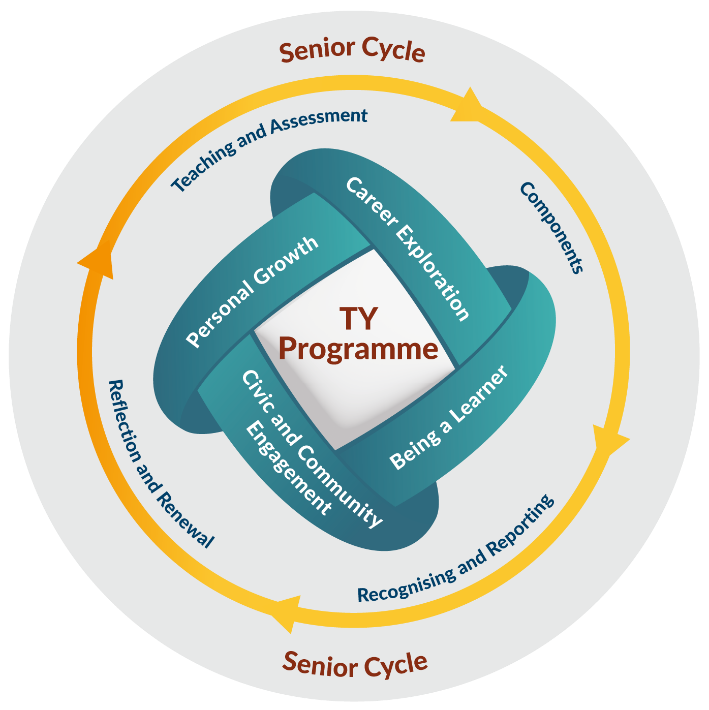 Senior Cycle
Teaching and Assessment
Components
Career Exploration
Personal Growth
TY
Programme
Being a Learner
Civic and Community
Engagement
Reflection and Renewal
Recognising and Reporting
Senior Cycle